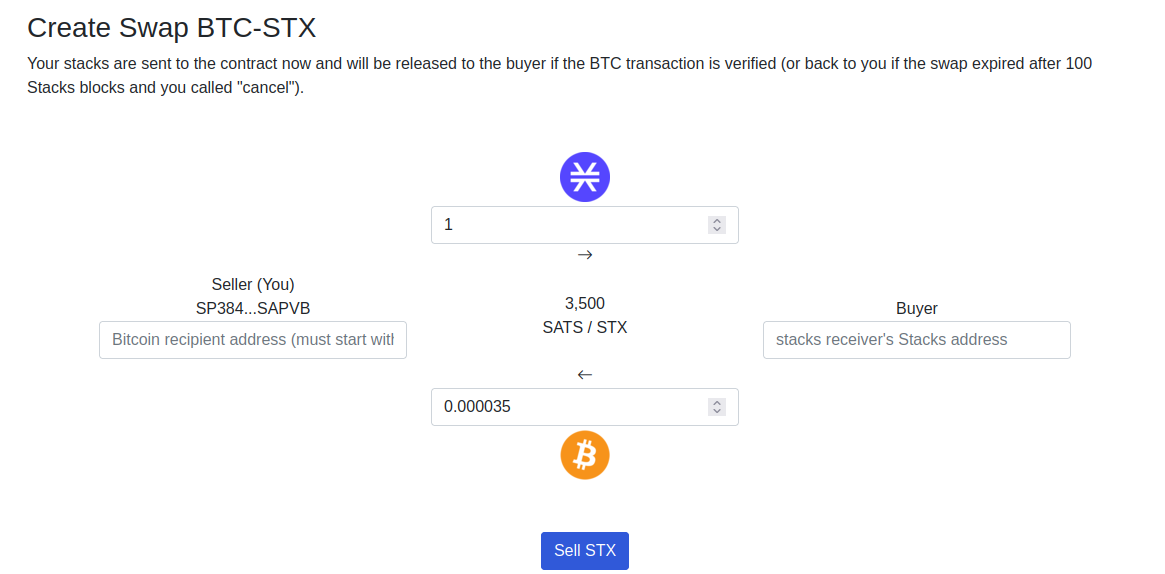 Create Swap BTC-STX
Your stacks are sent to the contract now and will be released to the buyer if the BTC transaction is verified (or back to you if the swap expired after 100
Stacks blocks and you called "cancel").
1
→
Seller (You)
SP384...SAPVB
Bitcoin recipient address (must start with
3,500
SATS / STX
Buyer
stacks receiver's Stacks address
←
0.000035
Sell STX